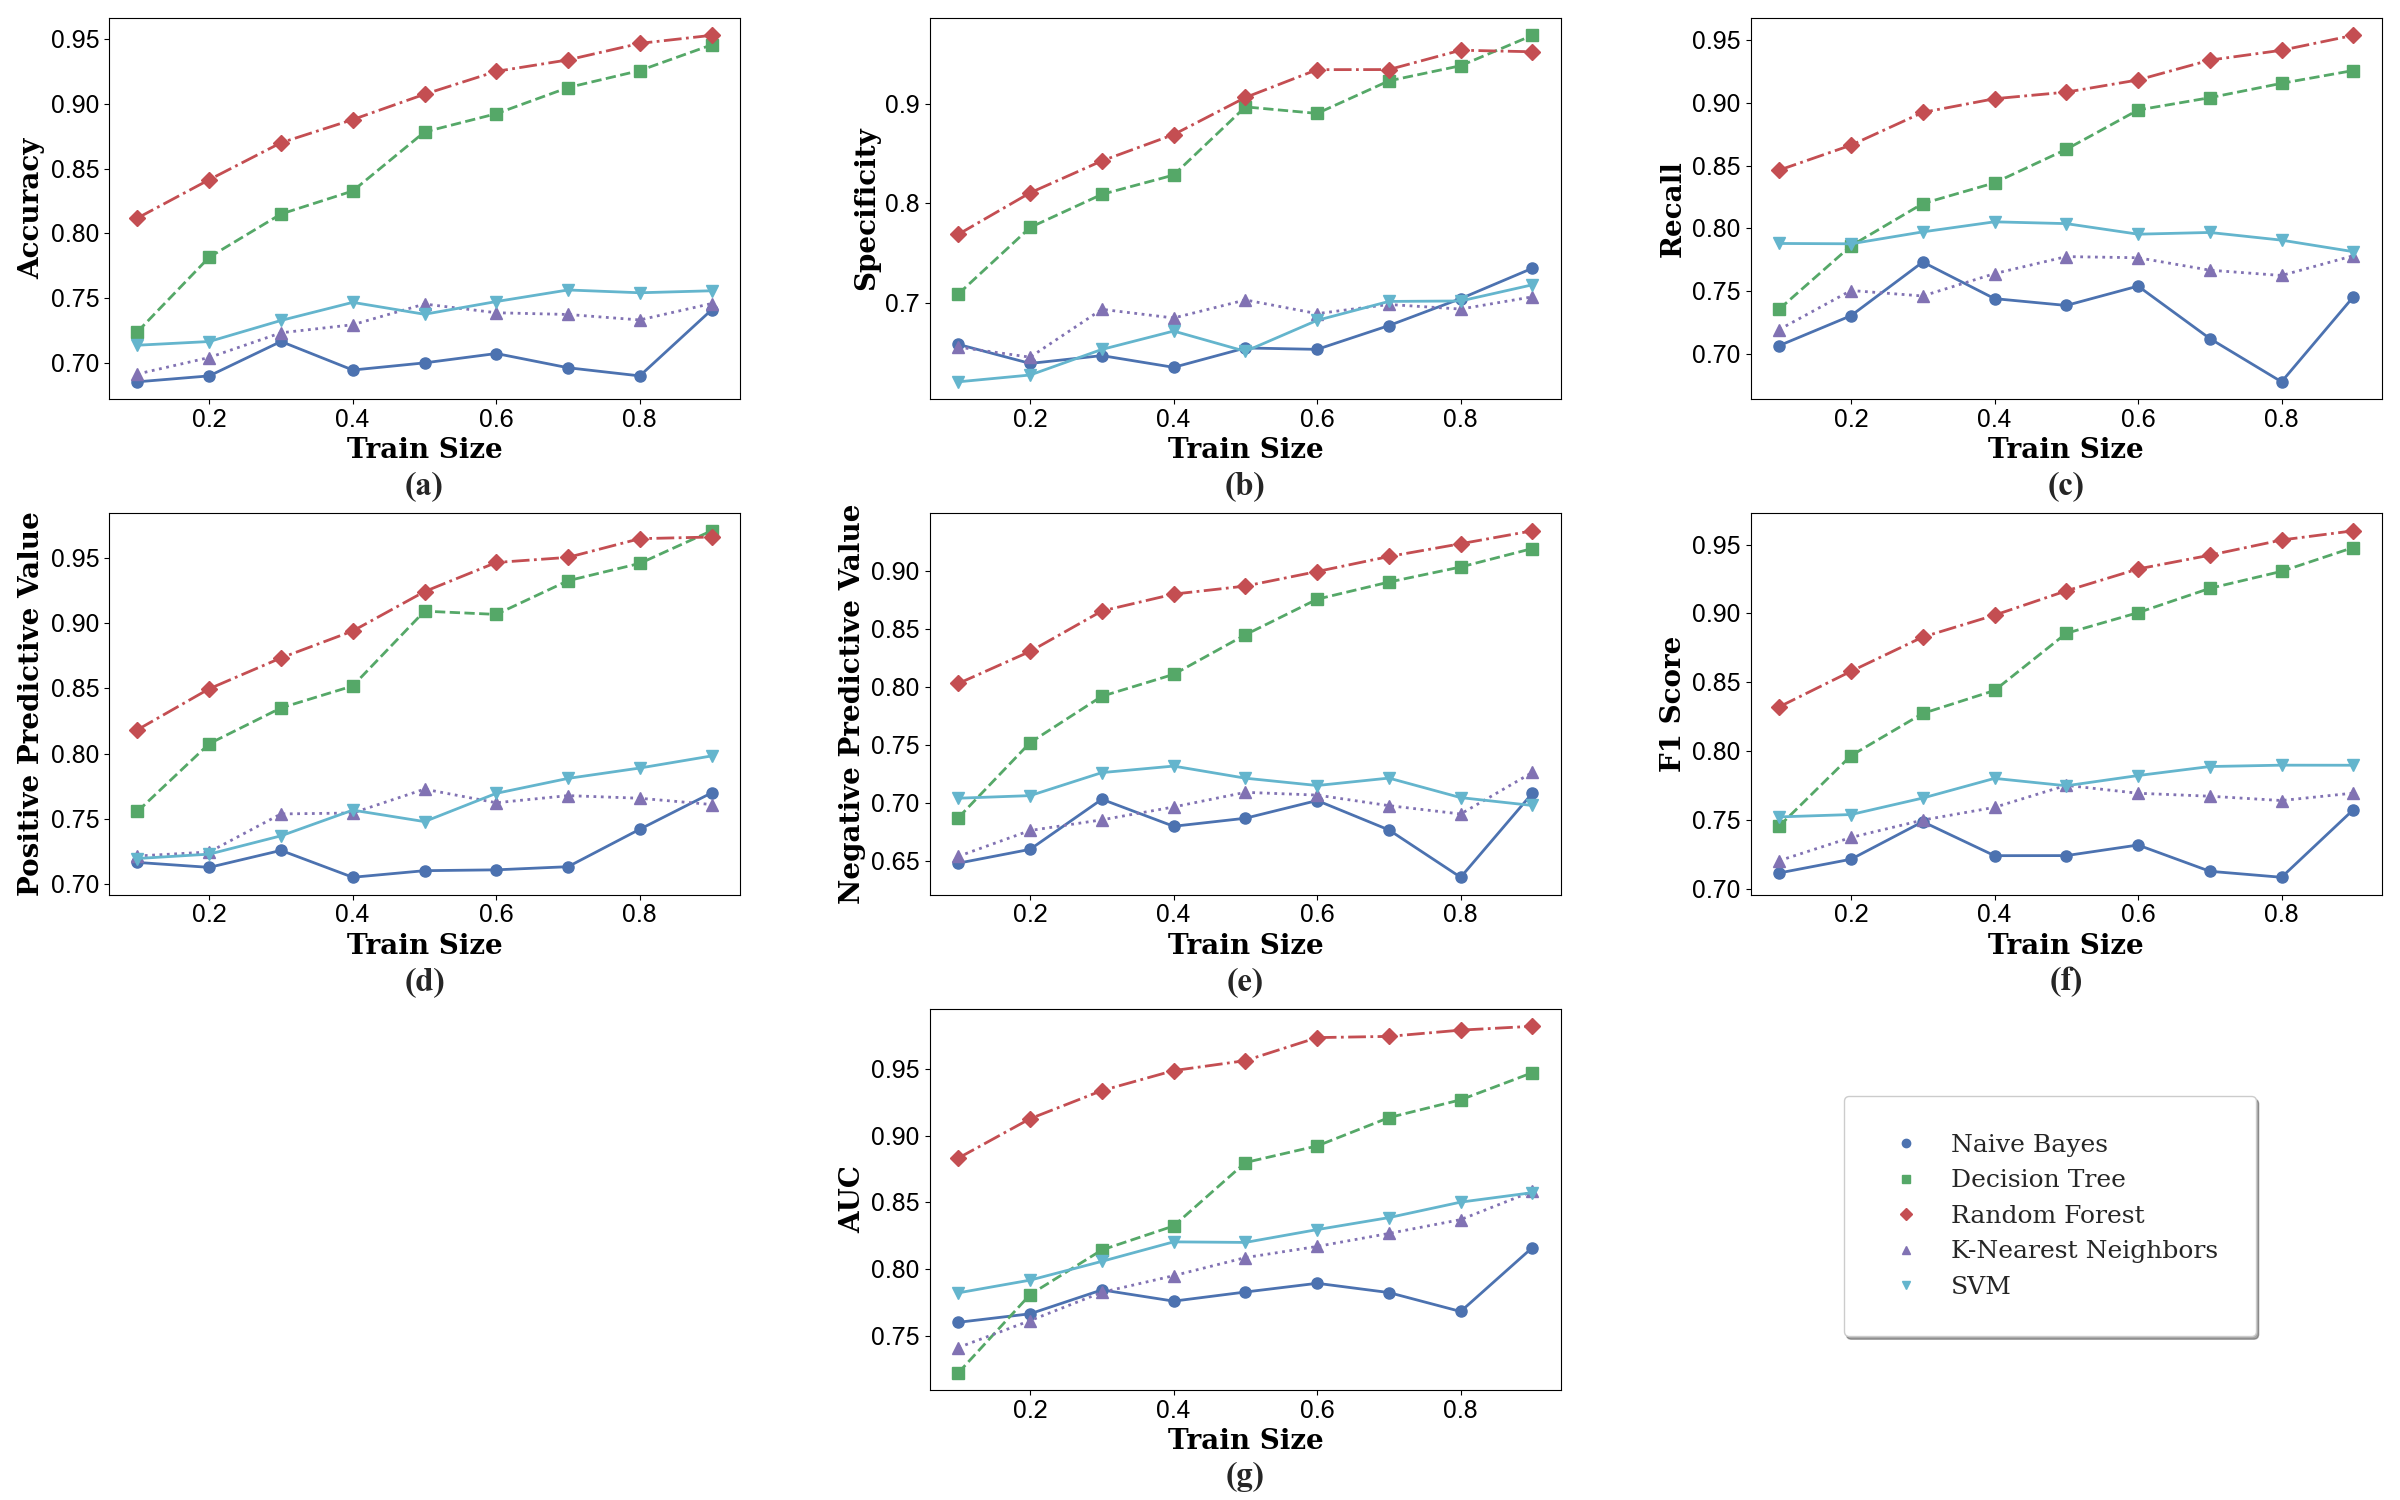 Accuracy
0.95
0.90
0.85
0.80
0.75
0.70
0.2 0.4 0.6 0.8
Train Size
(a)
Specificity
0.9
0.8
0.7
0.2 0.4 0.6 0.8
Train Size
(b)
Recall
0.95
0.90
0.85
0.80
0.75
0.70
0.2 0.4 0.6 0.8
Train Size
(c)
Positive Predictive Value
0.95
0.90
0.85
0.80
0.75
0.70
0.2 0.4 0.6 0.8
Train Size
(d)
Negative Predictive Value
0.90
0.85
0.80
0.75
0.70
0.65
0.2 0.4 0.6 0.8
Train Size
(e)
F1 Score
0.95
0.90
0.85
0.80
0.75
0.70
0.2 0.4 0.6 0.8
Train Size
(f)
AUC
0.95
0.90
0.85
0.80
0.75
0.2 0.4 0.6 0.8
Train Size
(g)
Naive Bayes
Decision Tree
Random Forest
K-Nearest Neighbors
SVM